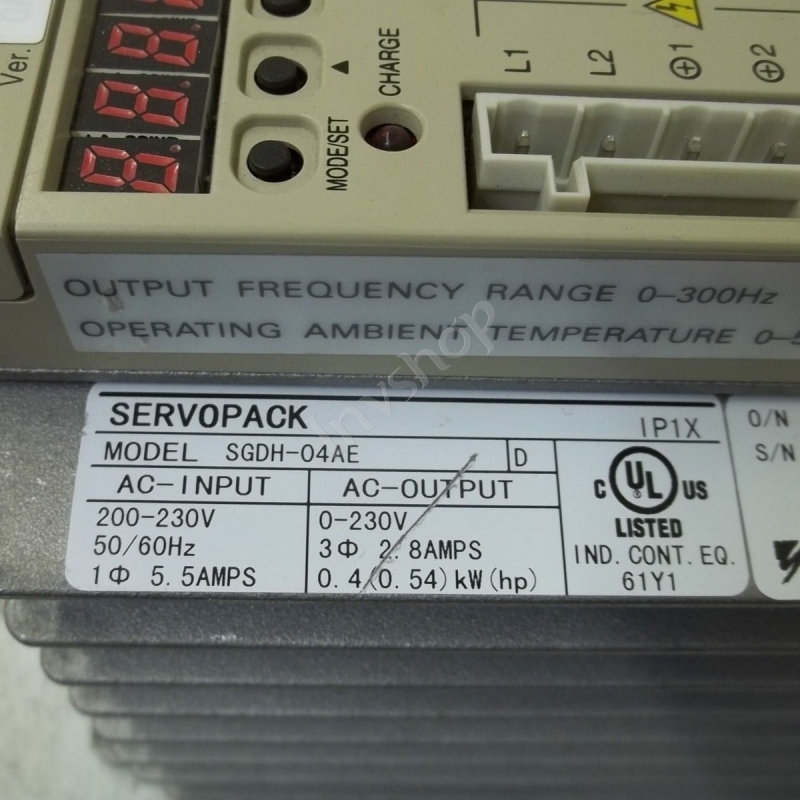 Ver.
CHARGE
MODE/SET
L1
L2
⊕1
⊕2
OUTPUT FREQUENCY RANGE 0-300Hz
OPERATING AMBIENT TEMPERATURE 0-5
SERVOPACK
IP1X
MODEL SGDH-04AE D
AC-INPUT
200-230V
50/60Hz
1Φ 5.5AMPS
AC-OUTPUT
0-230V
3Φ 2.8AMPS
0.4(0.54)kW(hp)
C UL US
LISTED
IND. CONT. EQ.
61Y1
O/N
S/N
Invshop